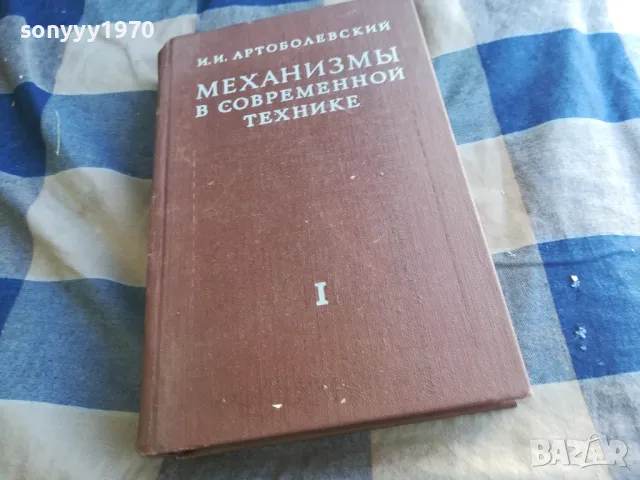 sonyyy1970
И.И. АРТОБОЛЕВСКИЙ
МЕХАНИЗМЫ
В СОВРЕМЕННОЙ
ТЕХНИКЕ
I
BAZAR